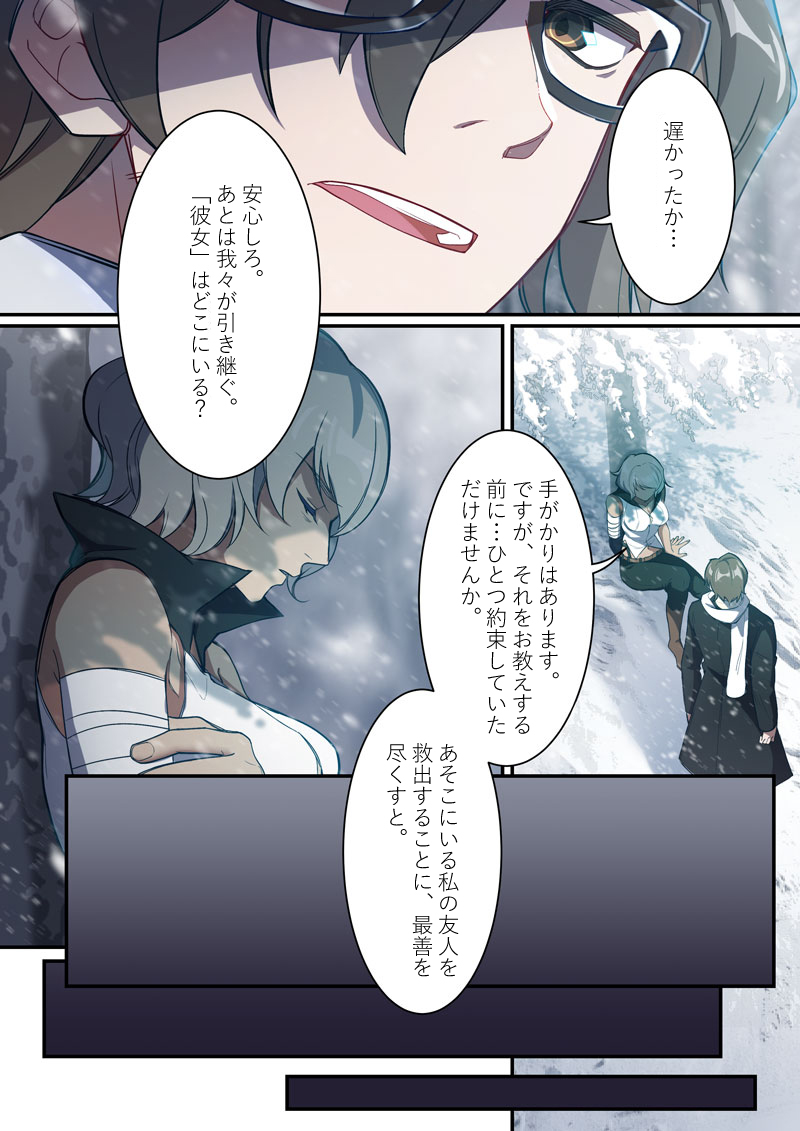 遅かったか…
安心しろ。
あとは我々が引き継ぐ。
「彼女」はどこにいる？
手がかりはあります。
ですが、それをお教えする
前に…ひとつ約束していた
だけませんか。
あそこにいる私の友人を
救出することに、最善を
尽くすと。